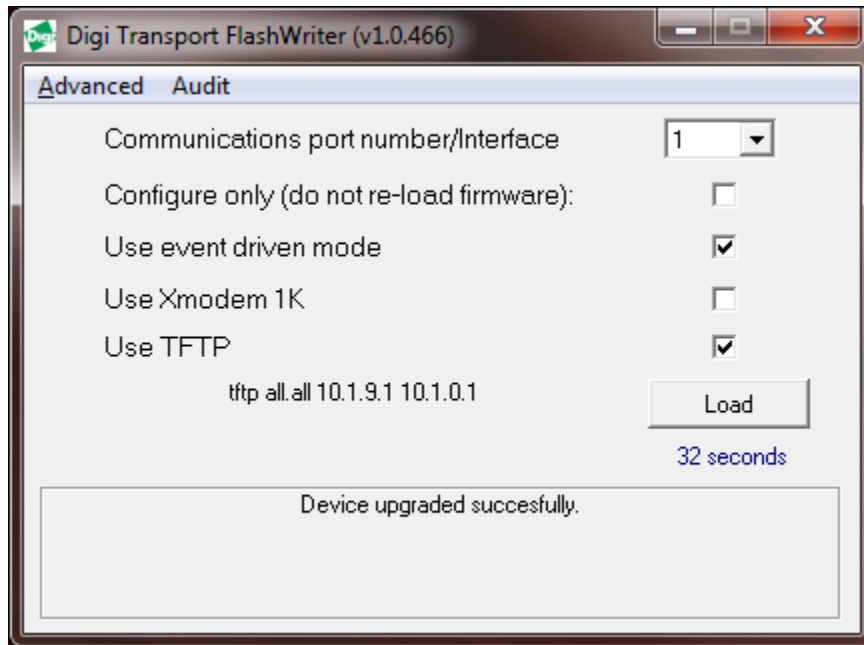 Digi Transport FlashWriter (v1.0.466)
Advanced Audit
Communications port number/Interface 1
Configure only (do not re-load firmware):
Use event driven mode
Use Xmodem 1K
Use TFTP
tftp all.all 10.1.9.1 10.1.0.1
Load
32 seconds
Device upgraded succesfully.